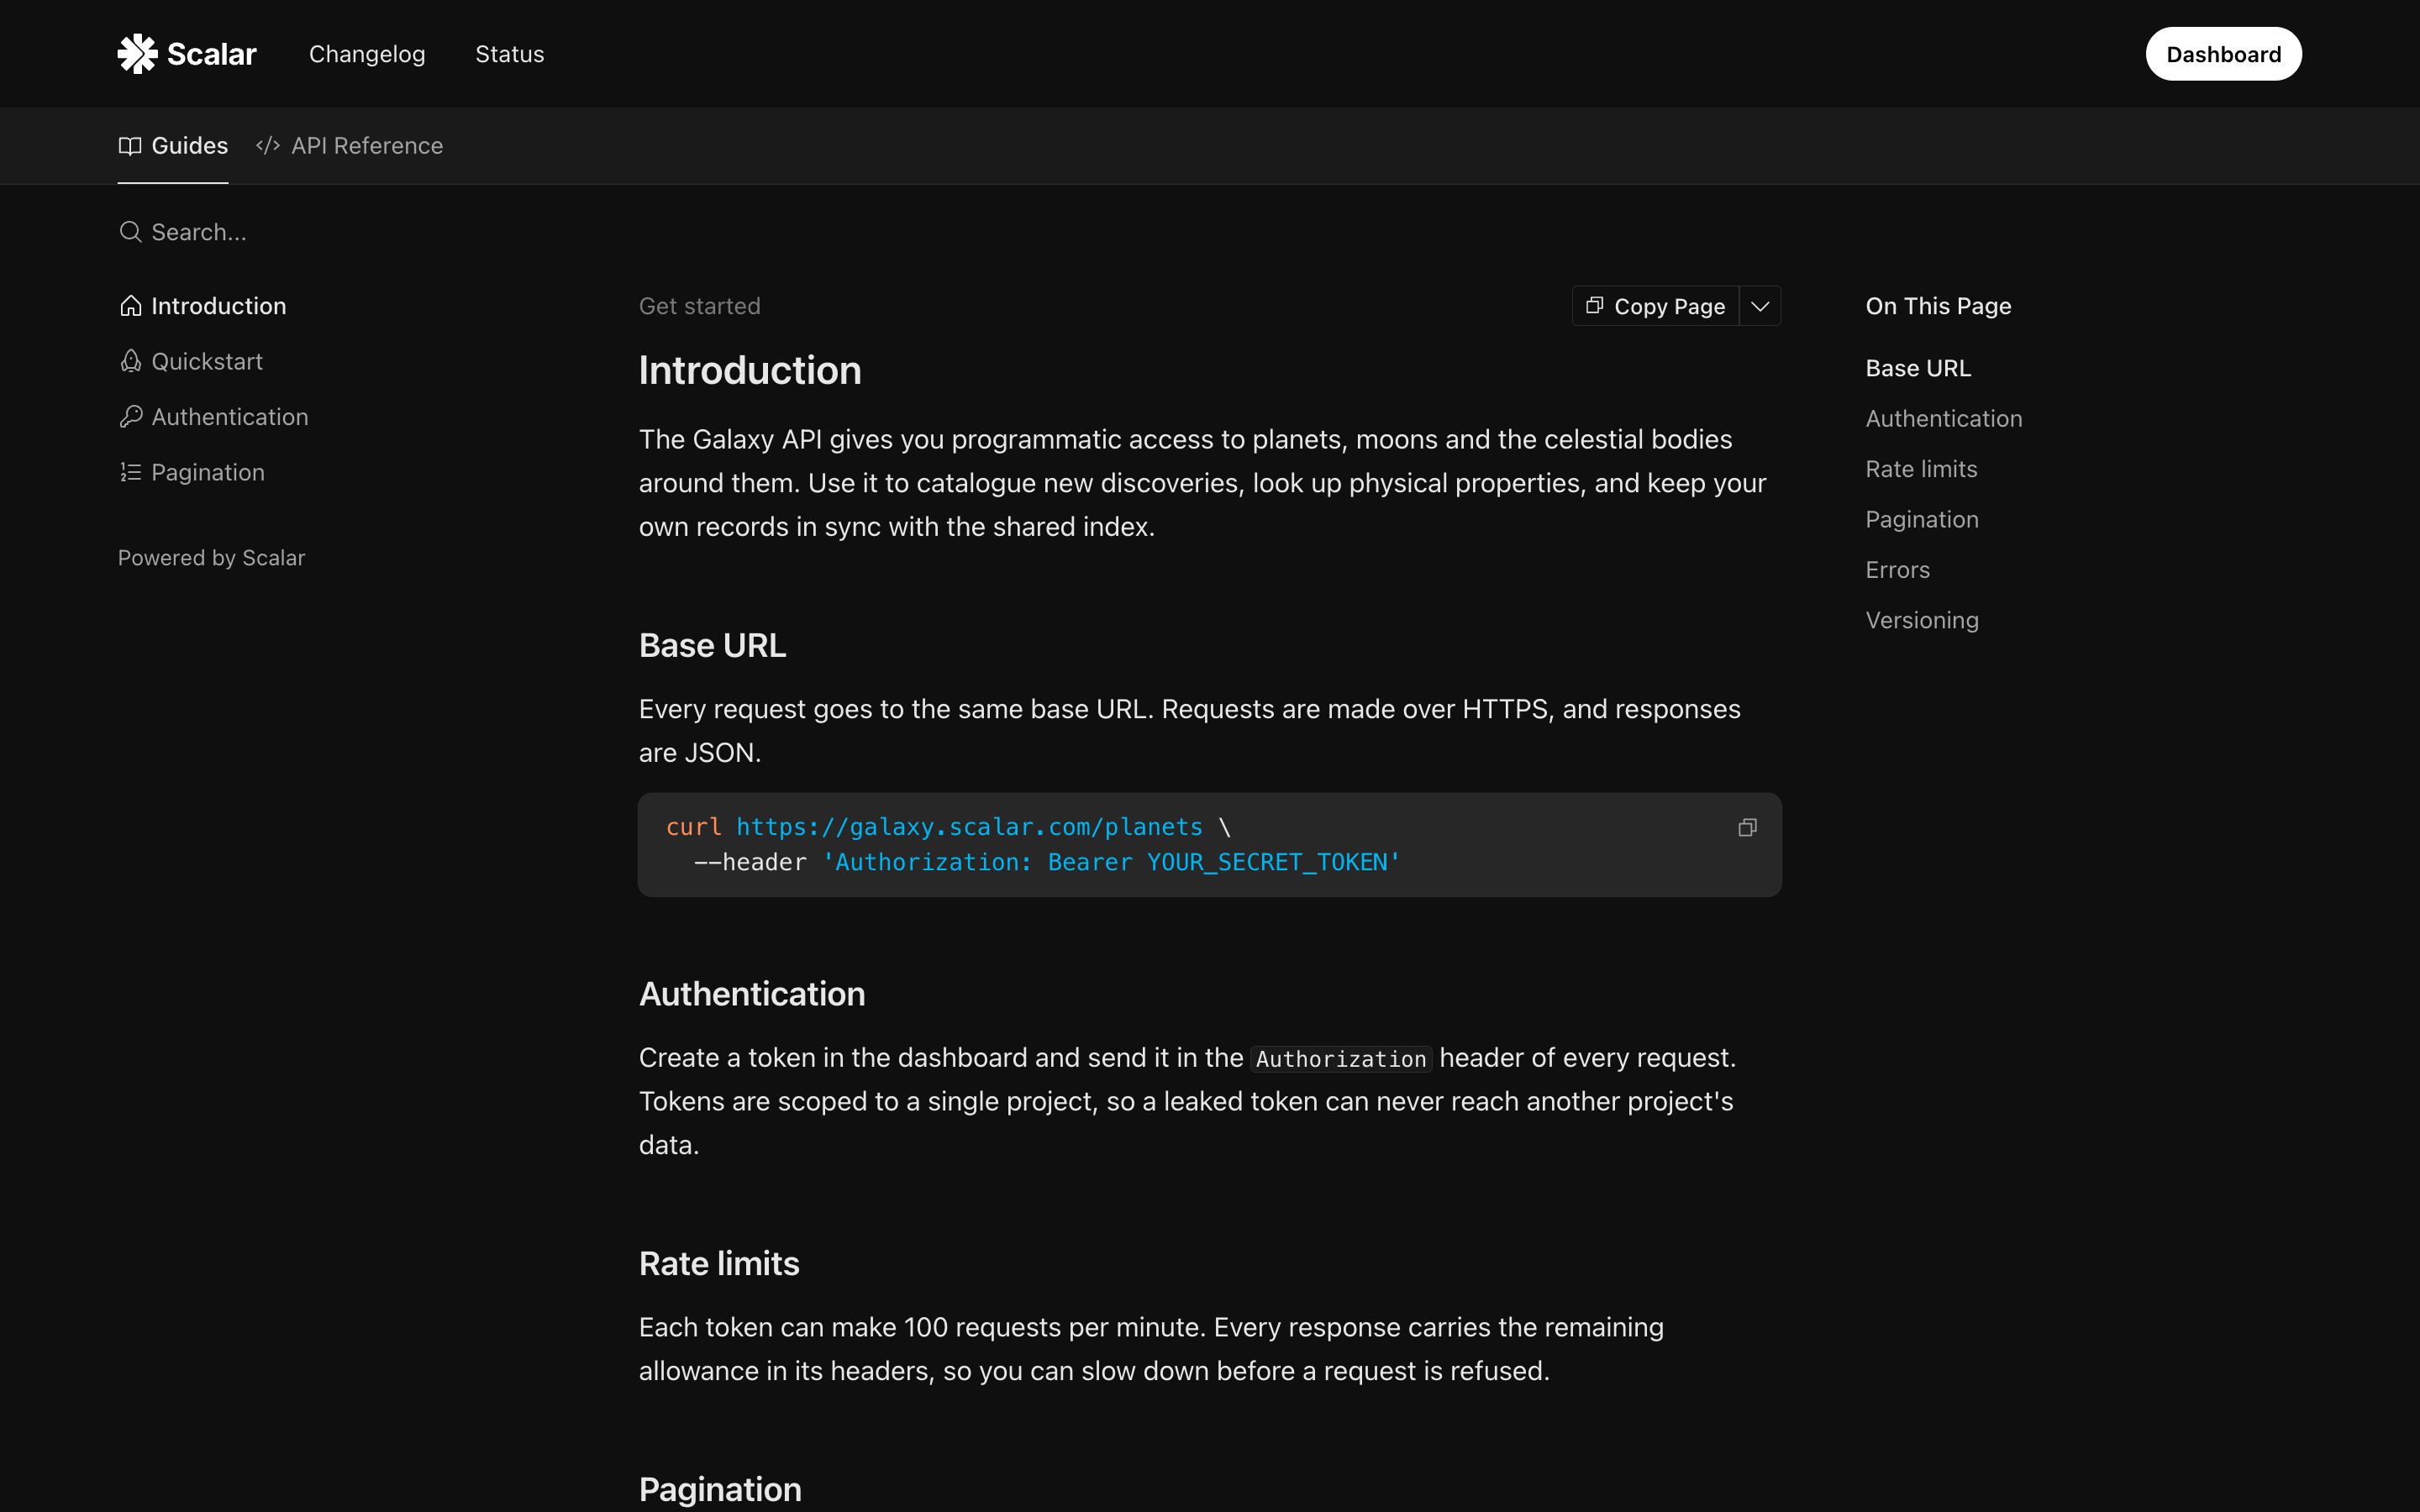 Scalar
Changelog
Status
Dashboard
Guides
</> API Reference
Search...
Introduction
Quickstart
Authentication
Pagination
Powered by Scalar
Get started
Copy Page
Introduction
The Galaxy API gives you programmatic access to planets, moons and the celestial bodies
around them. Use it to catalogue new discoveries, look up physical properties, and keep your
own records in sync with the shared index.
Base URL
Every request goes to the same base URL. Requests are made over HTTPS, and responses
are JSON.
curl https://galaxy.scalar.com/planets \
  --header 'Authorization: Bearer YOUR_SECRET_TOKEN'
Authentication
Create a token in the dashboard and send it in the Authorization header of every request.
Tokens are scoped to a single project, so a leaked token can never reach another project's
data.
Rate limits
Each token can make 100 requests per minute. Every response carries the remaining
allowance in its headers, so you can slow down before a request is refused.
Pagination
On This Page
Base URL
Authentication
Rate limits
Pagination
Errors
Versioning